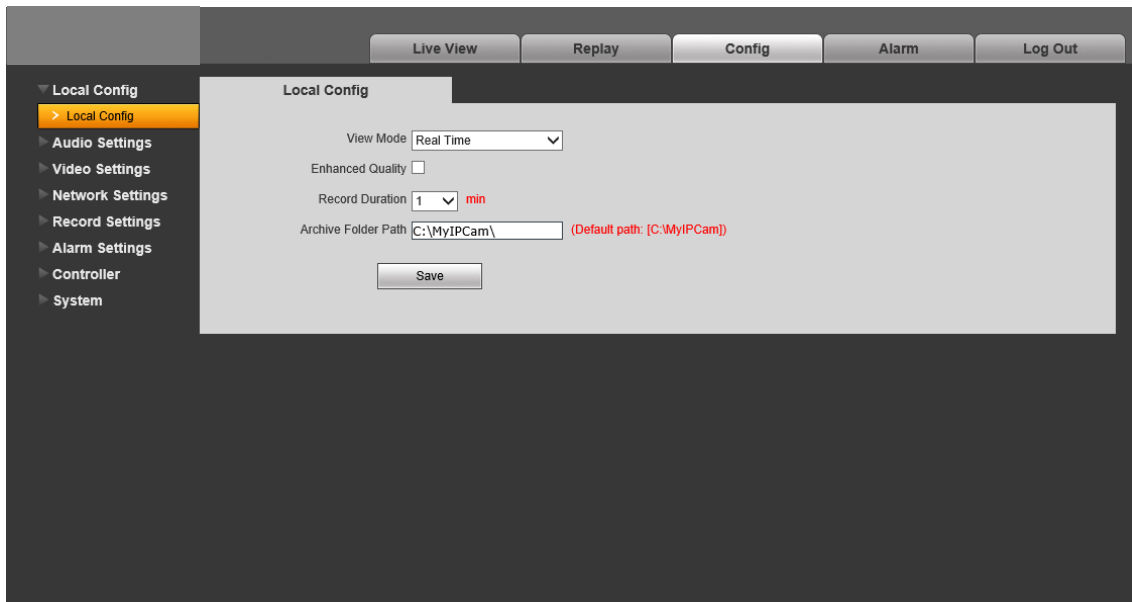 Live View Replay Config Alarm Log Out
Local Config
> Local Config
Audio Settings
Video Settings
Network Settings
Record Settings
Alarm Settings
Controller
System
Local Config
View Mode Real Time
Enhanced Quality
Record Duration 1 min
Archive Folder Path C:\MyIPCam\ (Default path: [C:\MyIPCam])
Save